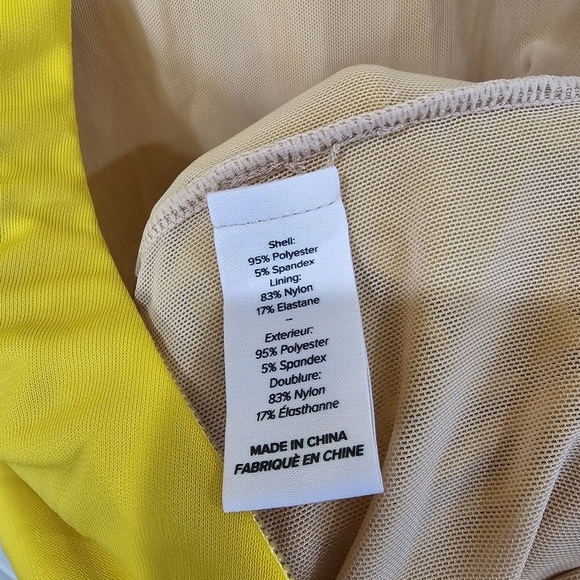 Shell:
95% Polyester
5% Spandex
Lining:
83% Nylon
17% Elastane
--
Exterieur:
95% Polyester
5% Spandex
Doublure:
83% Nylon
17% Élasthanne
MADE IN CHINA
FABRIQUÈ EN CHINE